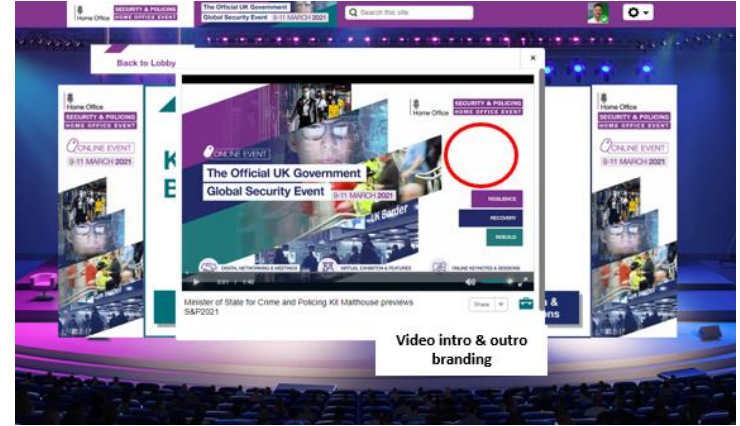 Home Office
SECURITY & POLICING
HOME OFFICE EVENT
The Official UK Government
Global Security Event 9-11 MARCH 2021
Search this site
Back to Lobby
×
Home Office
SECURITY & POLICING
HOME OFFICE EVENT
ONLINE EVENT
9-11 MARCH 2021
K
E
Home Office
SECURITY & POLICING
HOME OFFICE EVENT
ONLINE EVENT
The Official UK Government
Global Security Event 9-11 MARCH 2021
UK Border
RESILIENCE
RECOVERY
REBUILD
DIGITAL NETWORKING & MEETINGS
VIRTUAL EXHIBITION & FEATURES
ONLINE KEYNOTES & SESSIONS
Minister of State for Crime and Policing Kit Malthouse previews
S&P2021
Share
&
ons
Home Office
SECURITY & POLICING
HOME OFFICE EVENT
ONLINE EVENT
9-11 MARCH 2021
Video intro & outro
branding